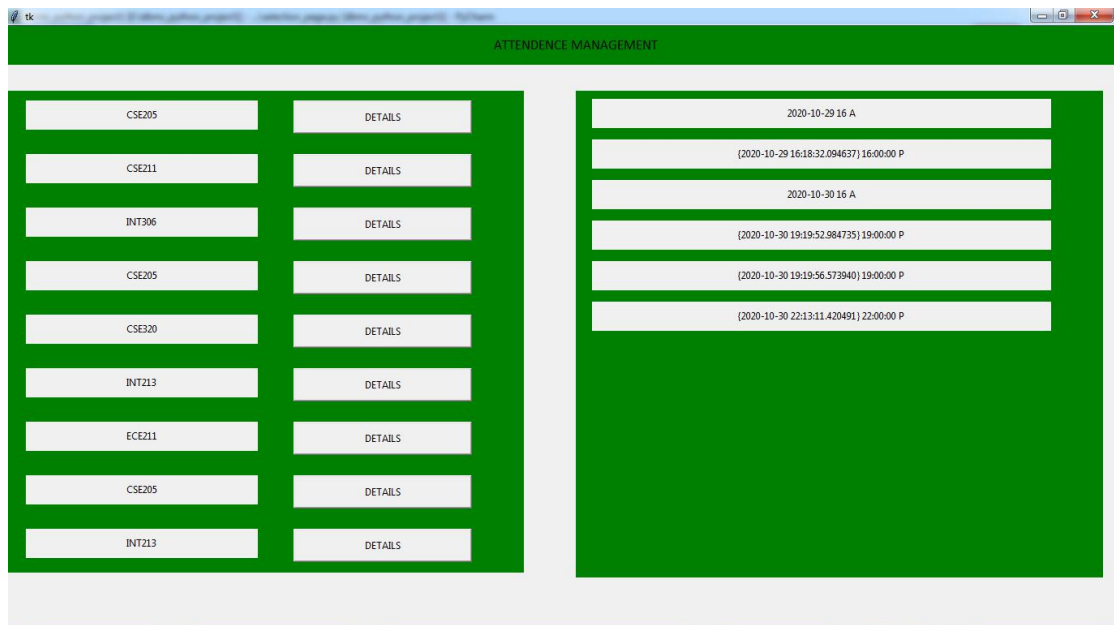 tk
ATTENDENCE MANAGEMENT
CSE205 DETAILS
CSE211 DETAILS
INT306 DETAILS
CSE205 DETAILS
CSE320 DETAILS
INT213 DETAILS
ECE211 DETAILS
CSE205 DETAILS
INT213 DETAILS
2020-10-29 16 A
{2020-10-29 16:18:32.094637} 16:00:00 P
2020-10-30 16 A
{2020-10-30 19:19:52.984735} 19:00:00 P
{2020-10-30 19:19:56.573940} 19:00:00 P
{2020-10-30 22:13:11.420491} 22:00:00 P